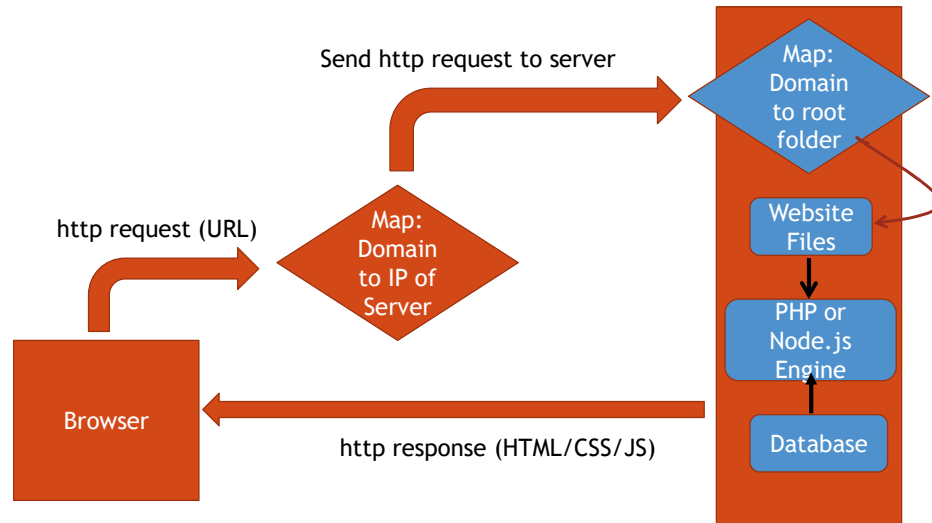 Send http request to server
Map:
Domain
to root
folder
http request (URL)
Map:
Domain
to IP of
Server
Website
Files
PHP or
Node.js
Engine
Browser
http response (HTML/CSS/JS)
Database